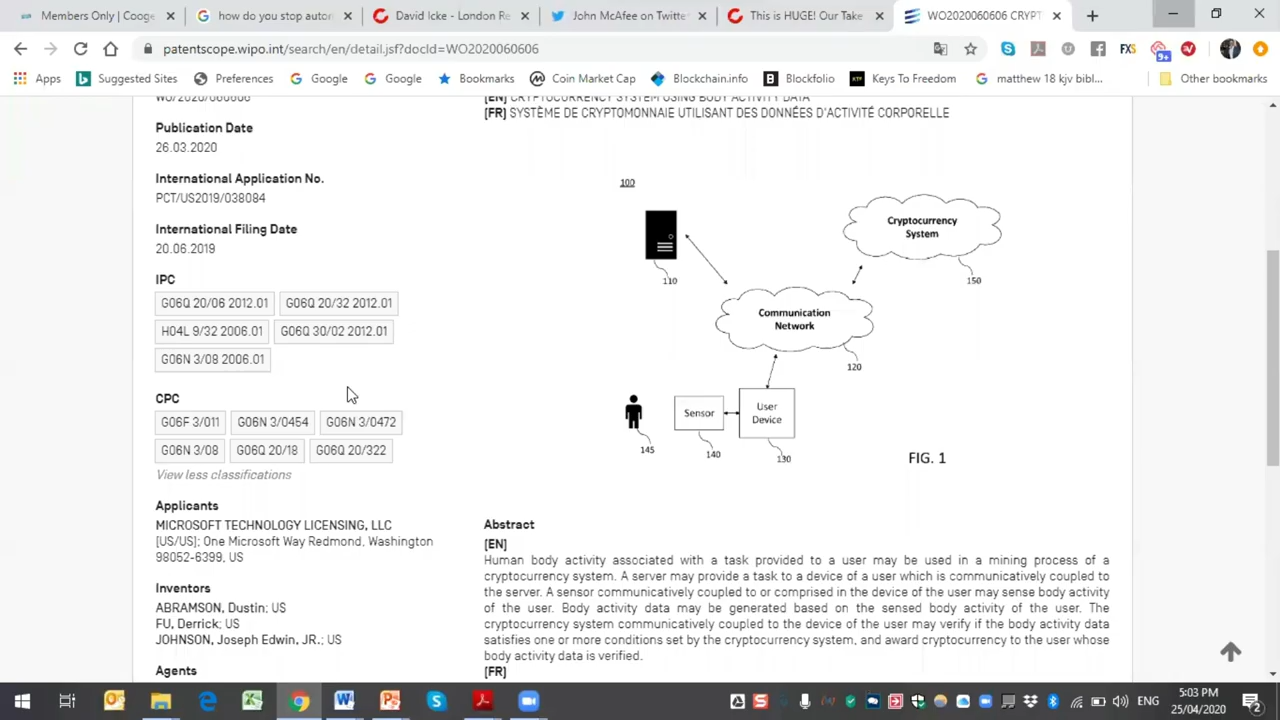 Members Only | Cooge
how do you stop autor
David Icke - London Re
John McAfee on Twitte
This is HUGE! Our Take
WO2020060606 CRYPT
patentscope.wipo.int/search/en/detail.jsf?docId=WO2020060606
Apps
Suggested Sites
Preferences
Google
Google
Bookmarks
Coin Market Cap
Blockchain.info
Blockfolio
Keys To Freedom
matthew 18 kjv bibl...
Other bookmarks
WO/2020/060606
Publication Date
26.03.2020
International Application No.
PCT/US2019/038084
International Filing Date
20.06.2019
IPC
G06Q 20/06 2012.01 G06Q 20/32 2012.01
H04L 9/32 2006.01 G06Q 30/02 2012.01
G06N 3/08 2006.01
CPC
G06F 3/011 G06N 3/0454 G06N 3/0472
G06N 3/08 G06Q 20/18 G06Q 20/322
View less classifications
Applicants
MICROSOFT TECHNOLOGY LICENSING, LLC
[US/US]; One Microsoft Way Redmond, Washington
98052-6399, US
Inventors
ABRAMSON, Dustin; US
FU, Derrick; US
JOHNSON, Joseph Edwin, JR.; US
Agents
[EN] CRYPTOCURRENCY SYSTEM USING BODY ACTIVITY DATA
[FR] SYSTÈME DE CRYPTOMONNAIE UTILISANT DES DONNÉES D'ACTIVITÉ CORPORELLE
100
Cryptocurrency
System
110
150
Communication
Network
120
Sensor
User
Device
145
140
130
FIG. 1
Abstract
[EN]
Human body activity associated with a task provided to a user may be used in a mining process of a
cryptocurrency system. A server may provide a task to a device of a user which is communicatively coupled to
the server. A sensor communicatively coupled to or comprised in the device of the user may sense body activity
of the user. Body activity data may be generated based on the sensed body activity of the user. The
cryptocurrency system communicatively coupled to the device of the user may verify if the body activity data
satisfies one or more conditions set by the cryptocurrency system, and award cryptocurrency to the user whose
body activity data is verified.
[FR]
ENG
5:03 PM
25/04/2020